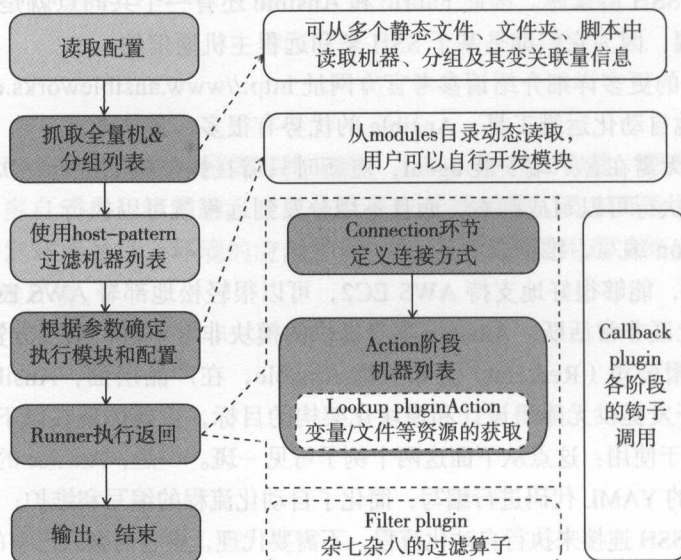 读取配置
抓取全量机&
分组列表
使用host-pattern
过滤机器列表
根据参数确定
执行模块和配置
Runner执行返回
输出，结束
可从多个静态文件、文件夹、脚本中
读取机器、分组及其变关联量信息
从modules目录动态读取，
用户可以自行开发模块
Connection环节
定义连接方式
Action阶段
机器列表
Lookup pluginAction
变量/文件等资源的获取
Filter plugin
杂七杂八的过滤算子
Callback
plugin
各阶段
的钩子
调用